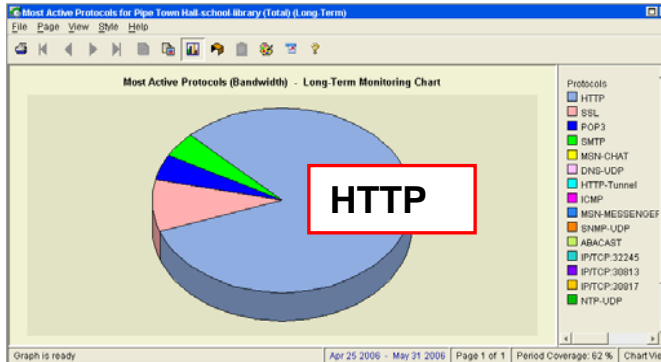 Most Active Protocols for Pipe Town Hall-school-library (Total) (Long-Term)
File Page View Style Help
Most Active Protocols (Bandwidth) - Long-Term Monitoring Chart
HTTP
Protocols
HTTP
SSL
POP3
SMTP
MSN-CHAT
DNS-UDP
HTTP-Tunnel
ICMP
MSN-MESSENGER
SNMP-UDP
ABACAST
IP/TCP:32245
IP/TCP:30813
IP/TCP:30817
NTP-UDP
Graph is ready Apr 25 2006 - May 31 2006 Page 1 of 1 Period Coverage: 62 % Chart Vie